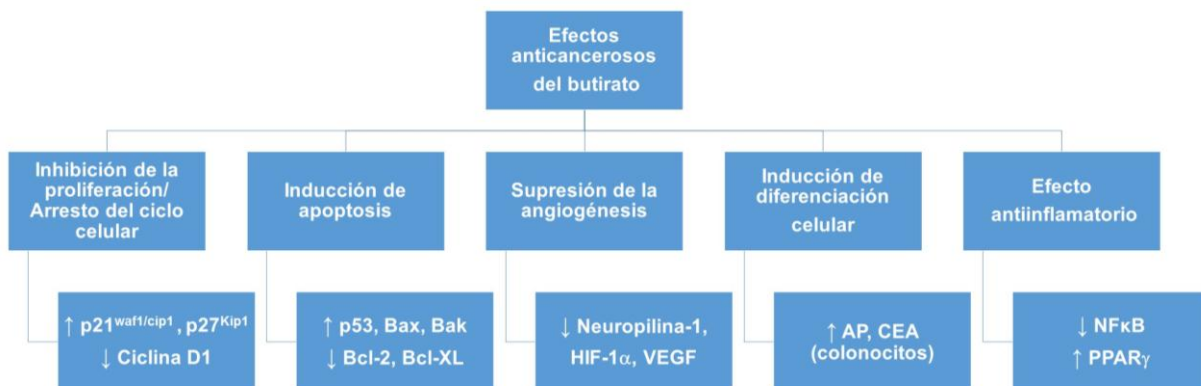 Efectos
anticancerosos
del butirato
Inhibición de la
proliferación/
Arresto del ciclo
celular
Inducción de
apoptosis
Supresión de la
angiogénesis
Inducción de
diferenciación
celular
Efecto
antiinflamatorio
↑ p21waf1/cip1, p27Kip1
↓ Ciclina D1
↑ p53, Bax, Bak
↓ Bcl-2, Bcl-XL
↓ Neuropilina-1,
HIF-1α, VEGF
↑ AP, CEA
(colonocitos)
↓ NFκB
↑ PPARγ